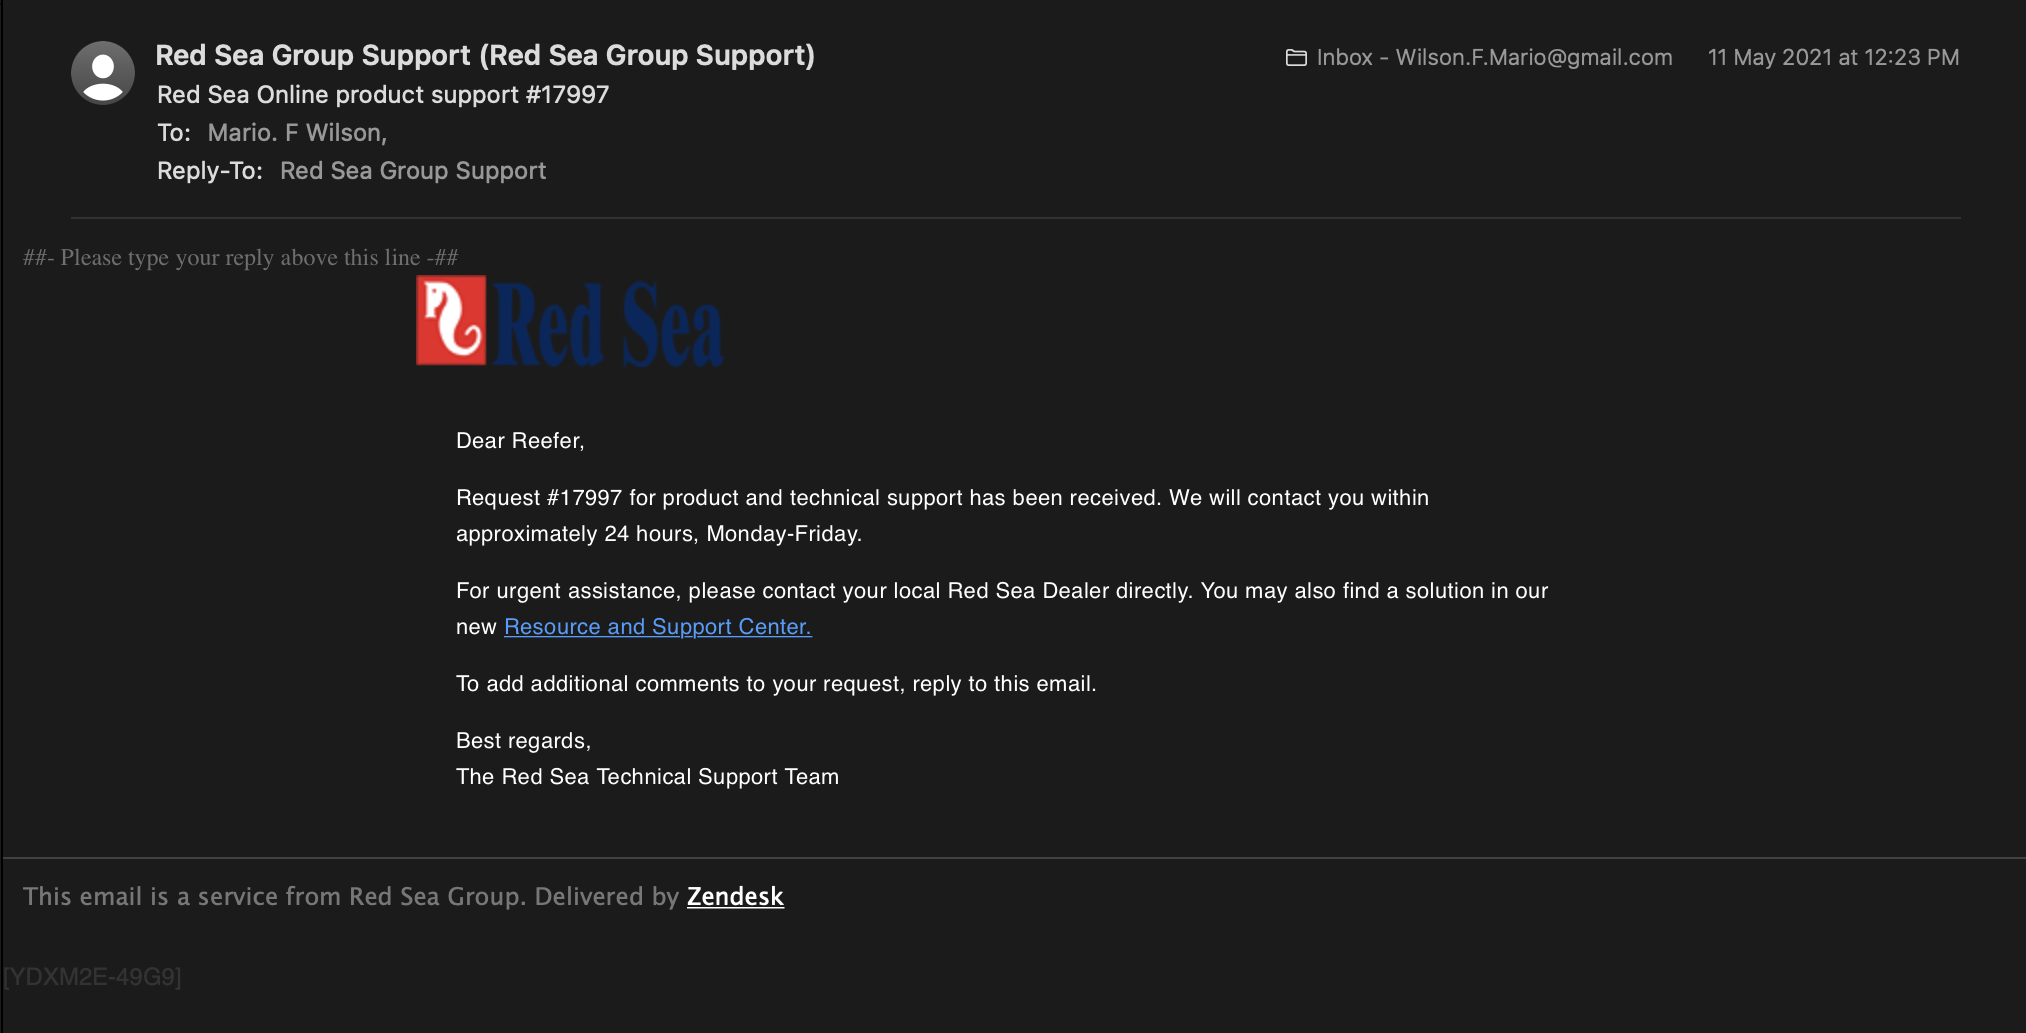 Red Sea Group Support (Red Sea Group Support)
Inbox - Wilson.F.Mario@gmail.com
11 May 2021 at 12:23 PM
Red Sea Online product support #17997
To: Mario. F Wilson,
Reply-To: Red Sea Group Support
##- Please type your reply above this line -##
Red Sea
Dear Reefer,
Request #17997 for product and technical support has been received. We will contact you within
approximately 24 hours, Monday-Friday.
For urgent assistance, please contact your local Red Sea Dealer directly. You may also find a solution in our
new Resource and Support Center.
To add additional comments to your request, reply to this email.
Best regards,
The Red Sea Technical Support Team
This email is a service from Red Sea Group. Delivered by Zendesk
[YDXM2E-49G9]